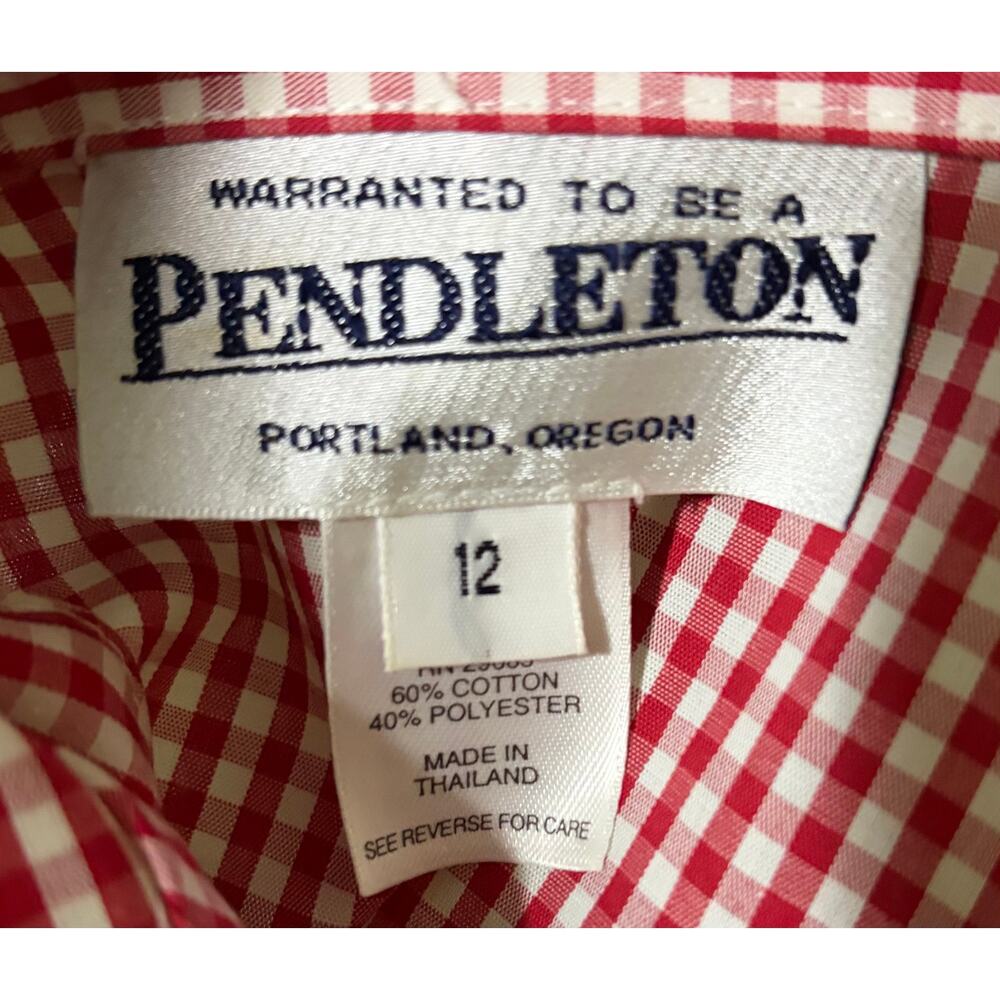 WARRANTED TO BE A
PENDLETON
PORTLAND, OREGON
12
60% COTTON
40% POLYESTER
MADE IN
THAILAND
SEE REVERSE FOR CARE